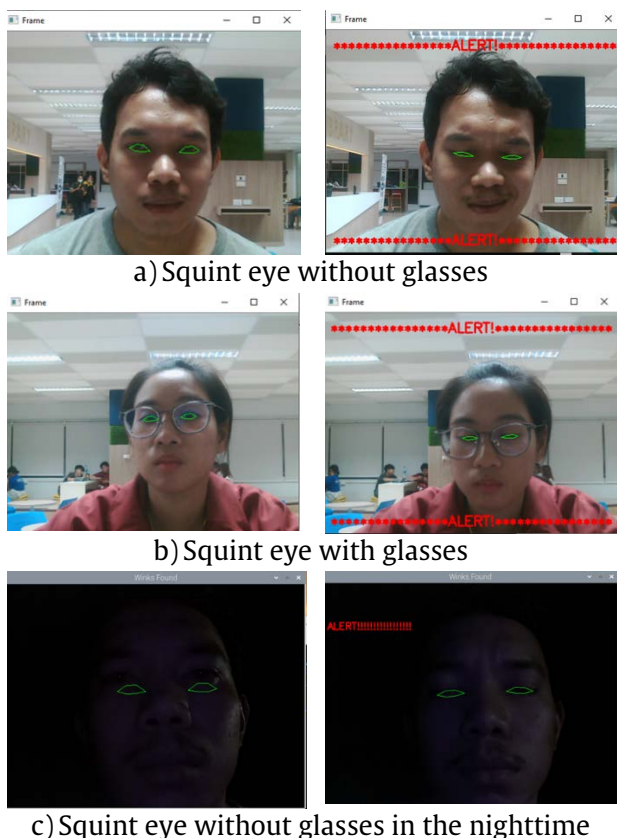 Frame
Frame
****************ALERT!****************
****************ALERT!****************
a) Squint eye without glasses
Frame
Frame
****************ALERT!****************
****************ALERT!****************
b) Squint eye with glasses
Winks Found
Winks Found
ALERT!!!!!!!!!!!!!!!!!
c) Squint eye without glasses in the nighttime